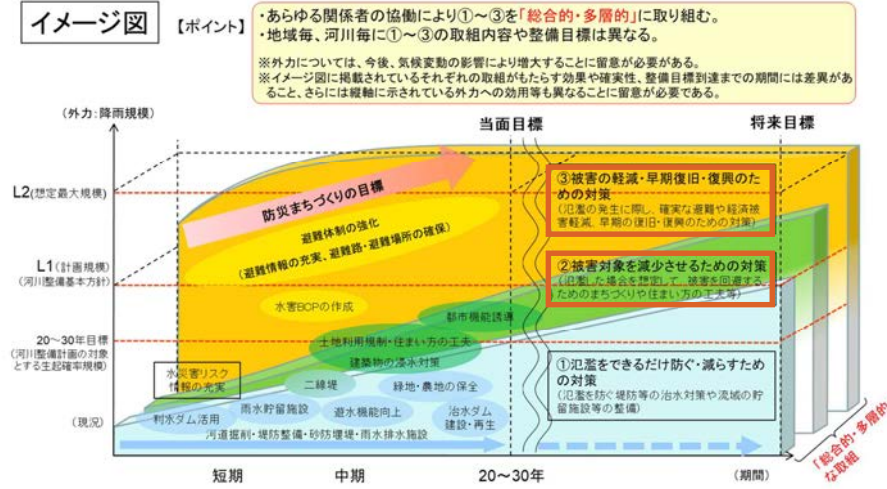 イメージ図
【ポイント】
・あらゆる関係者の協働により①～③を「総合的・多層的」に取り組む。
・地域毎、河川毎に①～③の取組内容や整備目標は異なる。
※外力については、今後、気候変動の影響により増大することに留意が必要がある。
※イメージ図に掲載されているそれぞれの取組がもたらす効果や確実性、整備目標到達までの期間には差異があ
ること、さらには縦軸に示されている外力への効用等も異なることに留意が必要である。
(外力:降雨規模)
当面目標
将来目標
L2(想定最大規模)
防災まちづくりの目標
③被害の軽減・早期復旧・復興のた
めの対策
(氾濫の発生に際し、確実な避難や経済被
害軽減、早期の復旧・復興のための対策)
避難体制の強化
(避難情報の充実、避難路・避難場所の確保)
L1(計画規模)
(河川整備基本方針)
②被害対象を減少させるための対策
(氾濫した場合を想定して、被害を回避する
ためのまちづくりや住まい方の工夫等)
水害BCPの作成
都市機能誘導
20～30年目標
(河川整備計画の対象
とする生起確率規模)
土地利用規制・住まい方の工夫
建築物の浸水対策
①氾濫をできるだけ防ぐ・減らすため
の対策
(氾濫を防ぐ堤防等の治水対策や流域の貯
留施設等の整備)
水災害リスク
情報の充実
二線堤
緑地・農地の保全
(現況)
利水ダム活用
雨水貯留施設
遊水機能向上
治水ダム
建設・再生
河道掘削・堤防整備・砂防堰堤・雨水排水施設
短期
中期
20～30年
(期間)
「総合的・多層的」
な取組